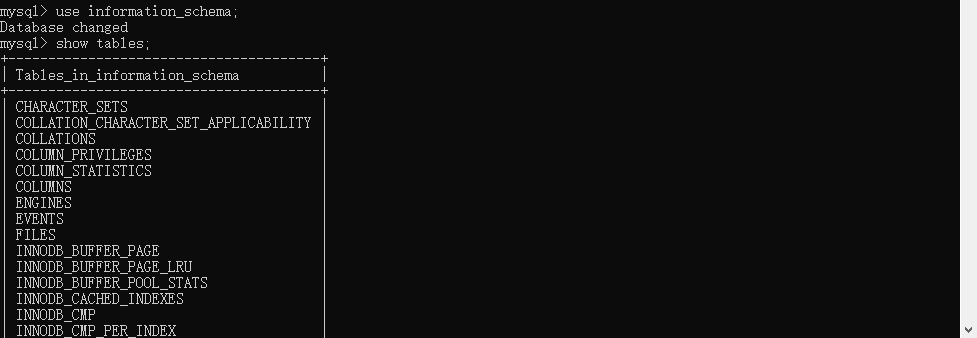 mysql> use information_schema;
Database changed
mysql> show tables;
+---------------------------------------+
| Tables_in_information_schema          |
+---------------------------------------+
| CHARACTER_SETS                        |
| COLLATION_CHARACTER_SET_APPLICABILITY |
| COLLATIONS                            |
| COLUMN_PRIVILEGES                     |
| COLUMN_STATISTICS                     |
| COLUMNS                               |
| ENGINES                               |
| EVENTS                                |
| FILES                                 |
| INNODB_BUFFER_PAGE                    |
| INNODB_BUFFER_PAGE_LRU                |
| INNODB_BUFFER_POOL_STATS              |
| INNODB_CACHED_INDEXES                 |
| INNODB_CMP                            |
| INNODB_CMP_PER_INDEX                  |